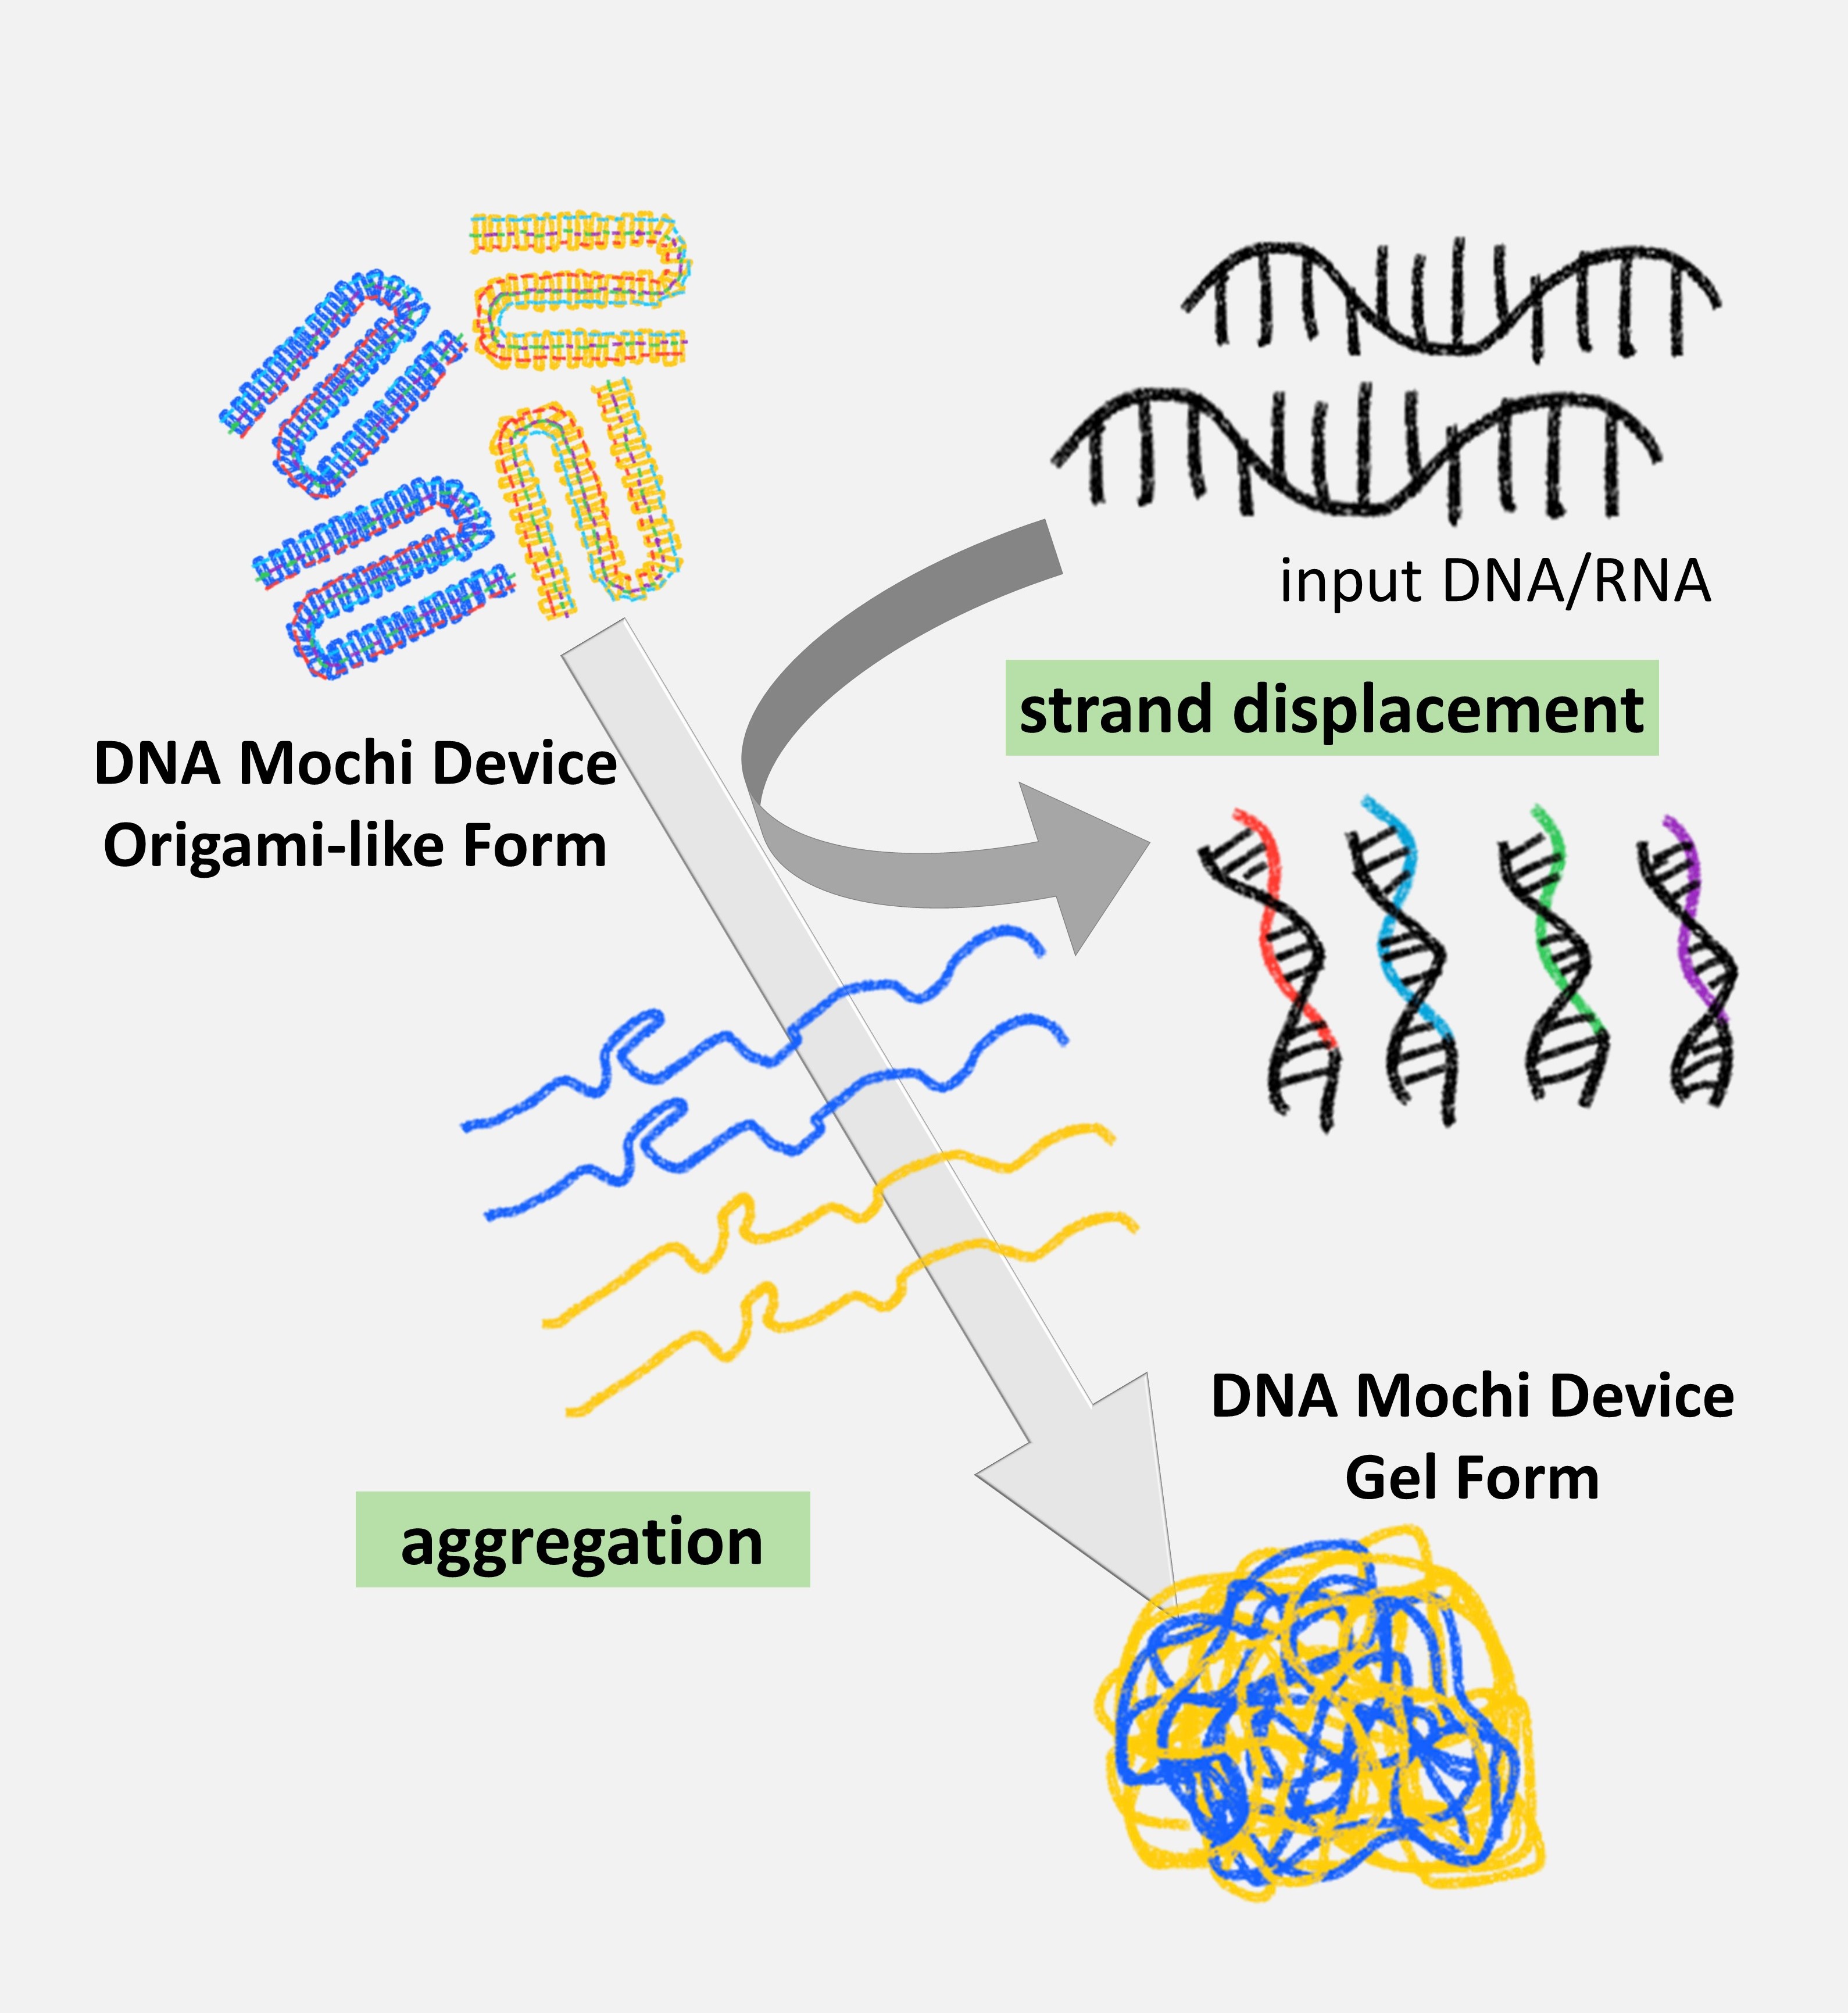 input DNA/RNA
strand displacement
DNA Mochi Device
Origami-like Form
DNA Mochi Device
Gel Form
aggregation